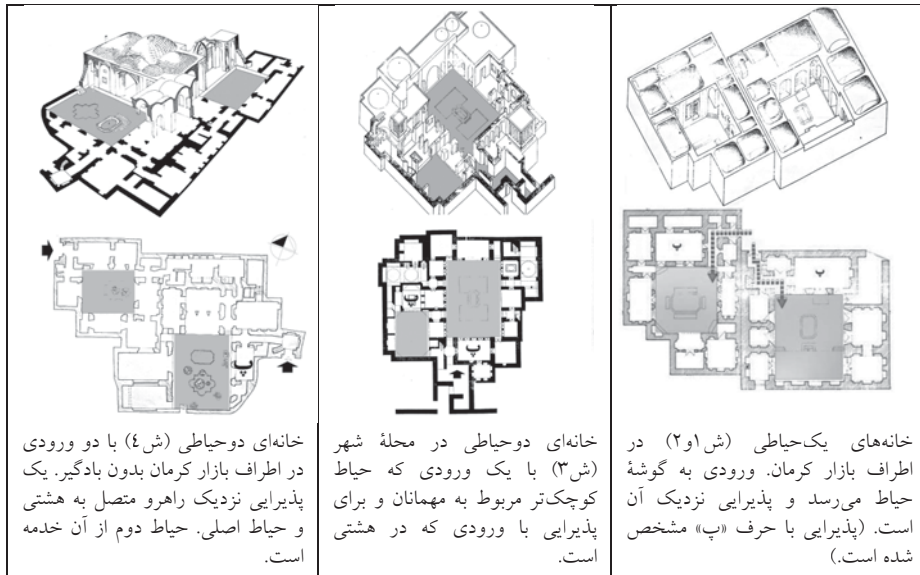 خانه‌های یک‌حیاطی (ش۱و۲) در
اطراف بازار کرمان. ورودی به گوشهٔ
حیاط می‌رسد و پذیرایی نزدیک آن
است. (پذیرایی با حرف «پ» مشخص
شده است.)
خانه‌ای دوحیاطی در محلهٔ شهر
(ش۳) با یک ورودی که حیاط
کوچک‌تر مربوط به مهمانان و برای
پذیرایی با ورودی که در هشتی
است.
خانه‌ای دوحیاطی (ش٤) با دو ورودی
در اطراف بازار کرمان بدون بادگیر. یک
پذیرایی نزدیک راهرو متصل به هشتی
و حیاط اصلی. حیاط دوم از آن خدمه
است.
پ
پ
پ
پ
پ